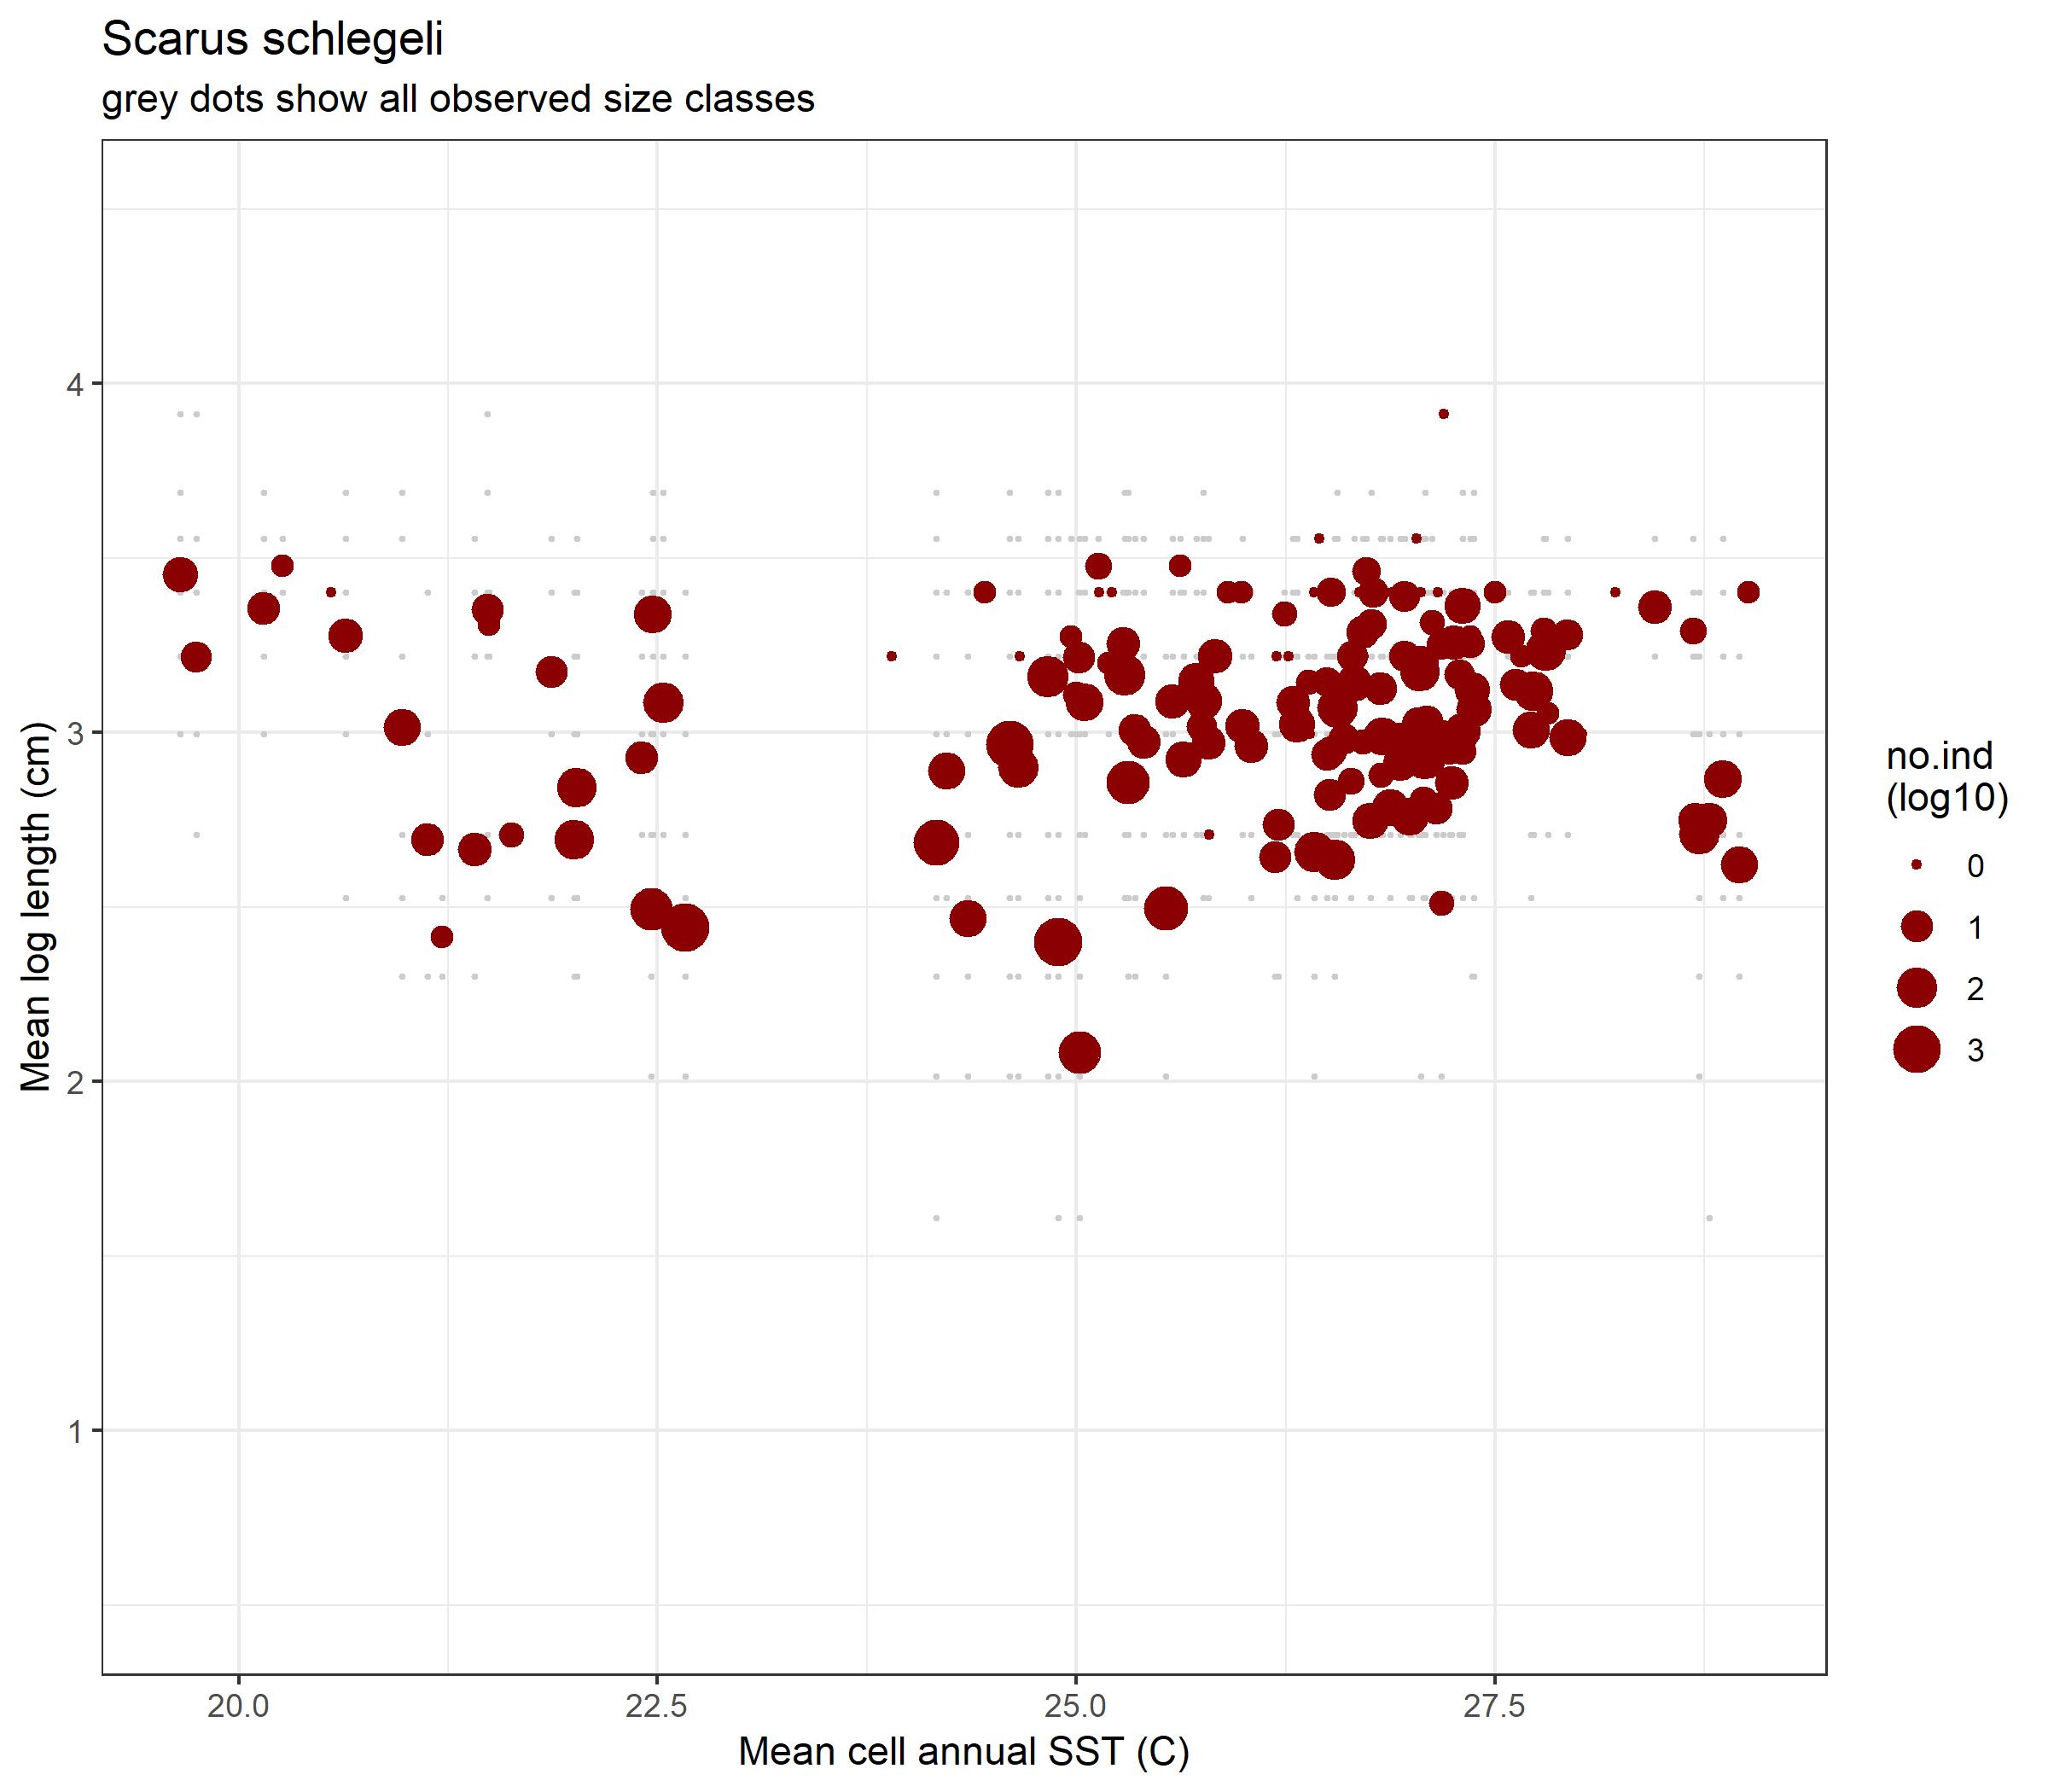 Scarus schlegeli
grey dots show all observed size classes
Mean log length (cm)
4
3
2
1
20.0
22.5
25.0
27.5
Mean cell annual SST (C)
no.ind
(log10)
0
1
2
3